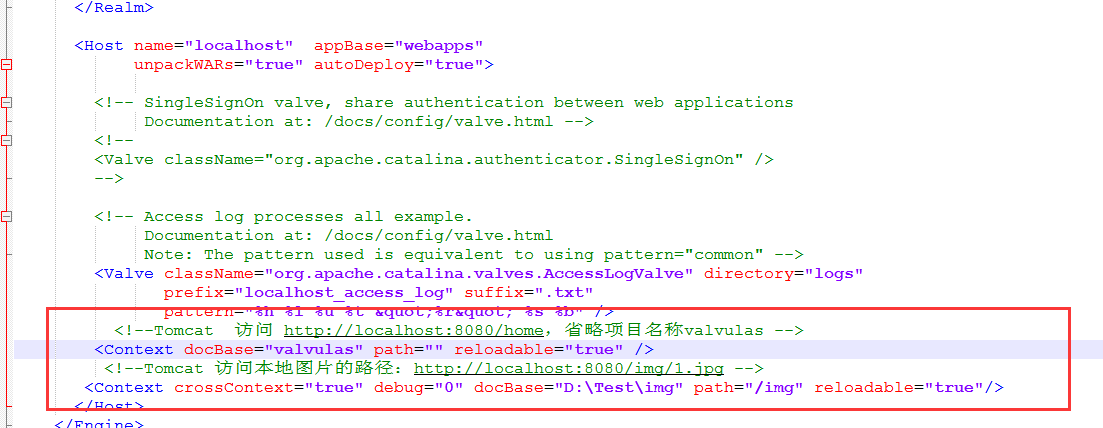 </Realm>
<Host name="localhost"  appBase="webapps"
unpackWARs="true" autoDeploy="true">
<!-- SingleSignOn valve, share authentication between web applications
Documentation at: /docs/config/valve.html -->
<!--
<Valve className="org.apache.catalina.authenticator.SingleSignOn" />
-->
<!-- Access log processes all example.
Documentation at: /docs/config/valve.html
Note: The pattern used is equivalent to using pattern="common" -->
<Valve className="org.apache.catalina.valves.AccessLogValve" directory="logs"
prefix="localhost_access_log" suffix=".txt"
pattern="%h %l %u %t &quot;%r&quot; %s %b" />
<!--Tomcat  访问 http://localhost:8080/home，省略项目名称valvulas -->
<Context docBase="valvulas" path="" reloadable="true" />
<!--Tomcat 访问本地图片的路径：http://localhost:8080/img/1.jpg -->
<Context crossContext="true" debug="0" docBase="D:\Test\img" path="/img" reloadable="true"/>
</Host>
</Engine>